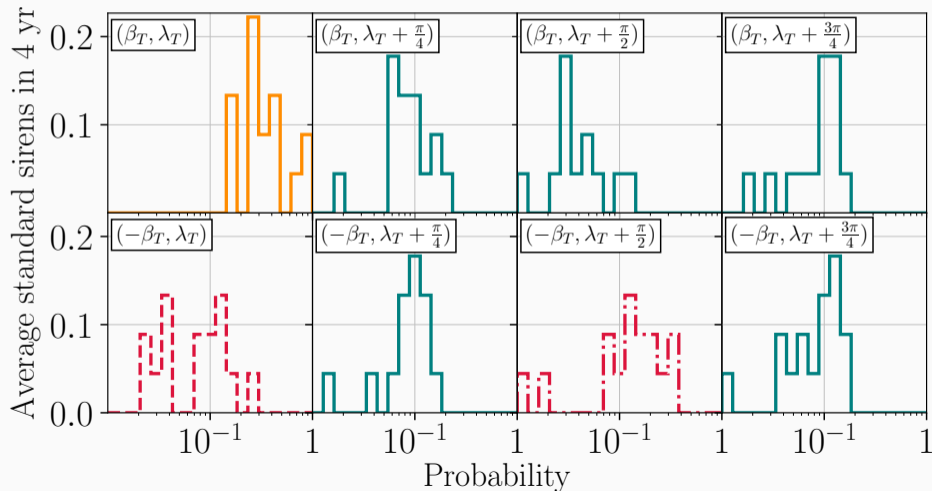 Average standard sirens in 4 yr
(β_T, λ_T)
(β_T, λ_T + π/4)
(β_T, λ_T + π/2)
(β_T, λ_T + 3π/4)
0.2
0.1
(−β_T, λ_T)
(−β_T, λ_T + π/4)
(−β_T, λ_T + π/2)
(−β_T, λ_T + 3π/4)
0.2
0.1
0.0
10⁻¹ 1 10⁻¹ 1 10⁻¹ 1 10⁻¹ 1
Probability